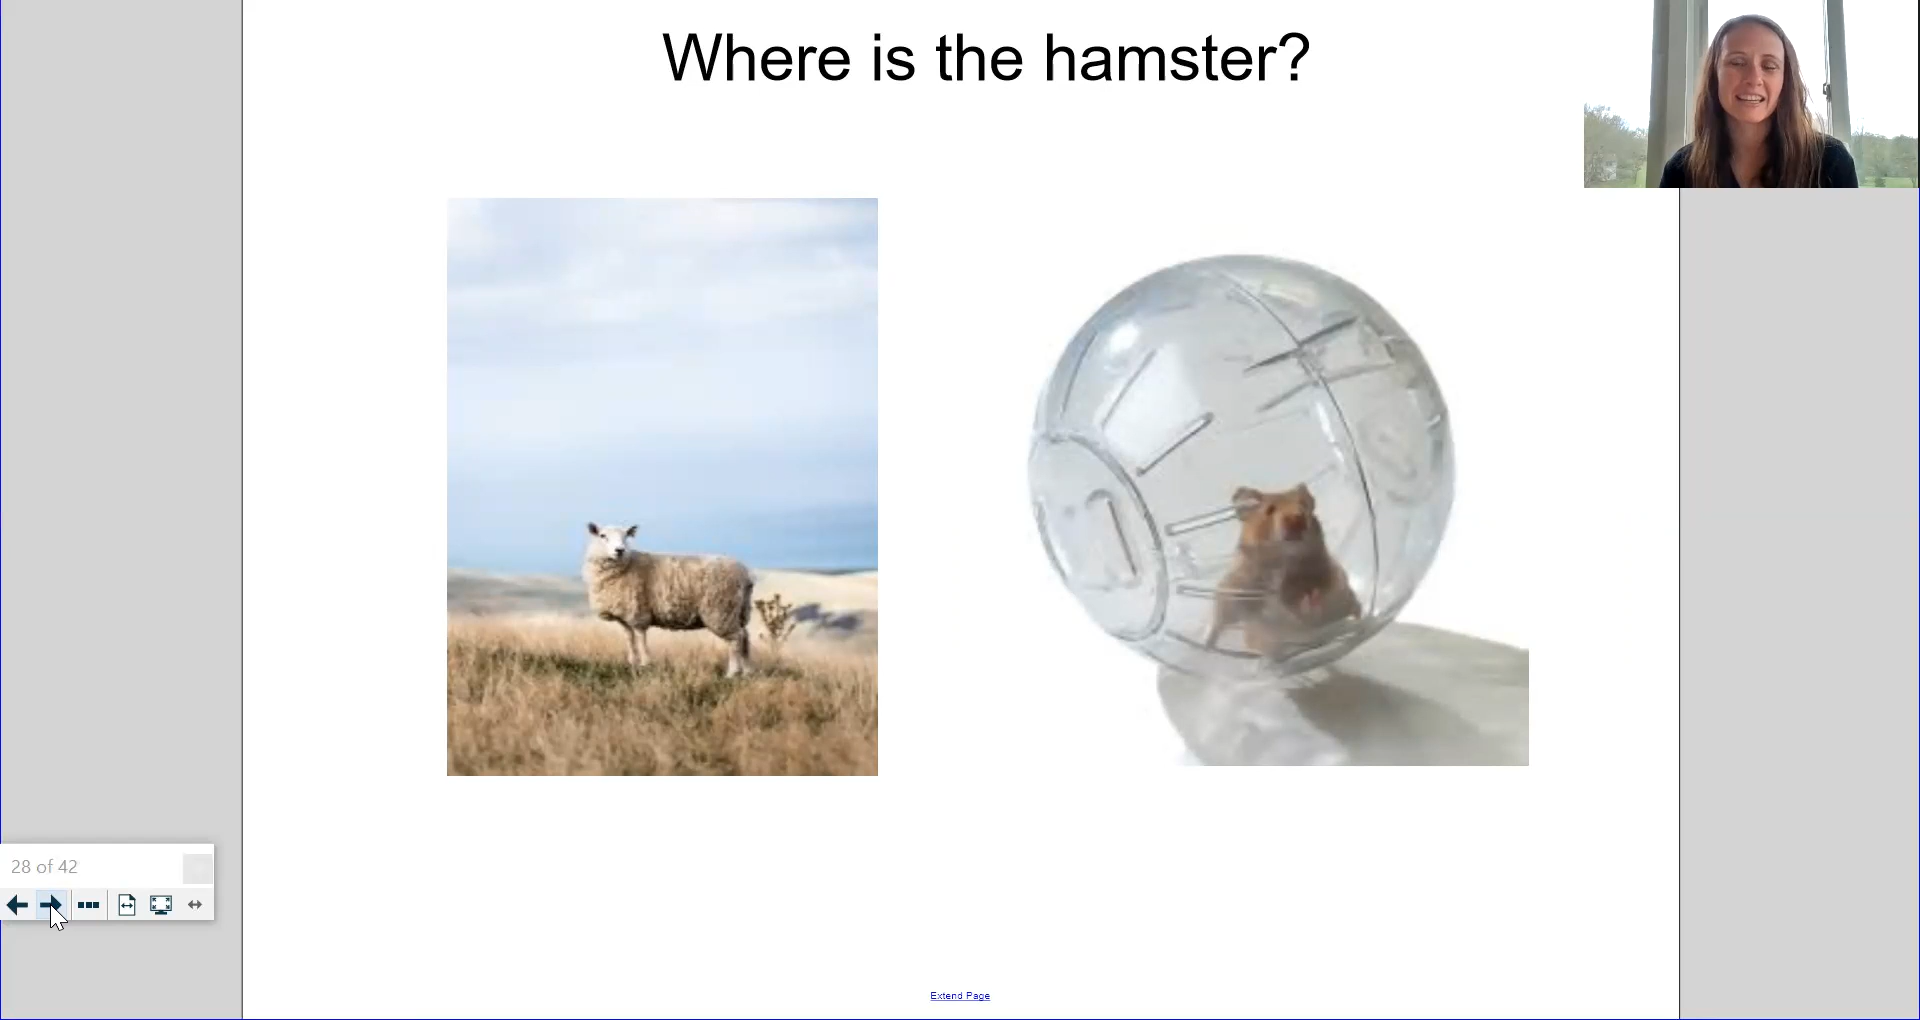 Where is the hamster?
28 of 42
Extend Page